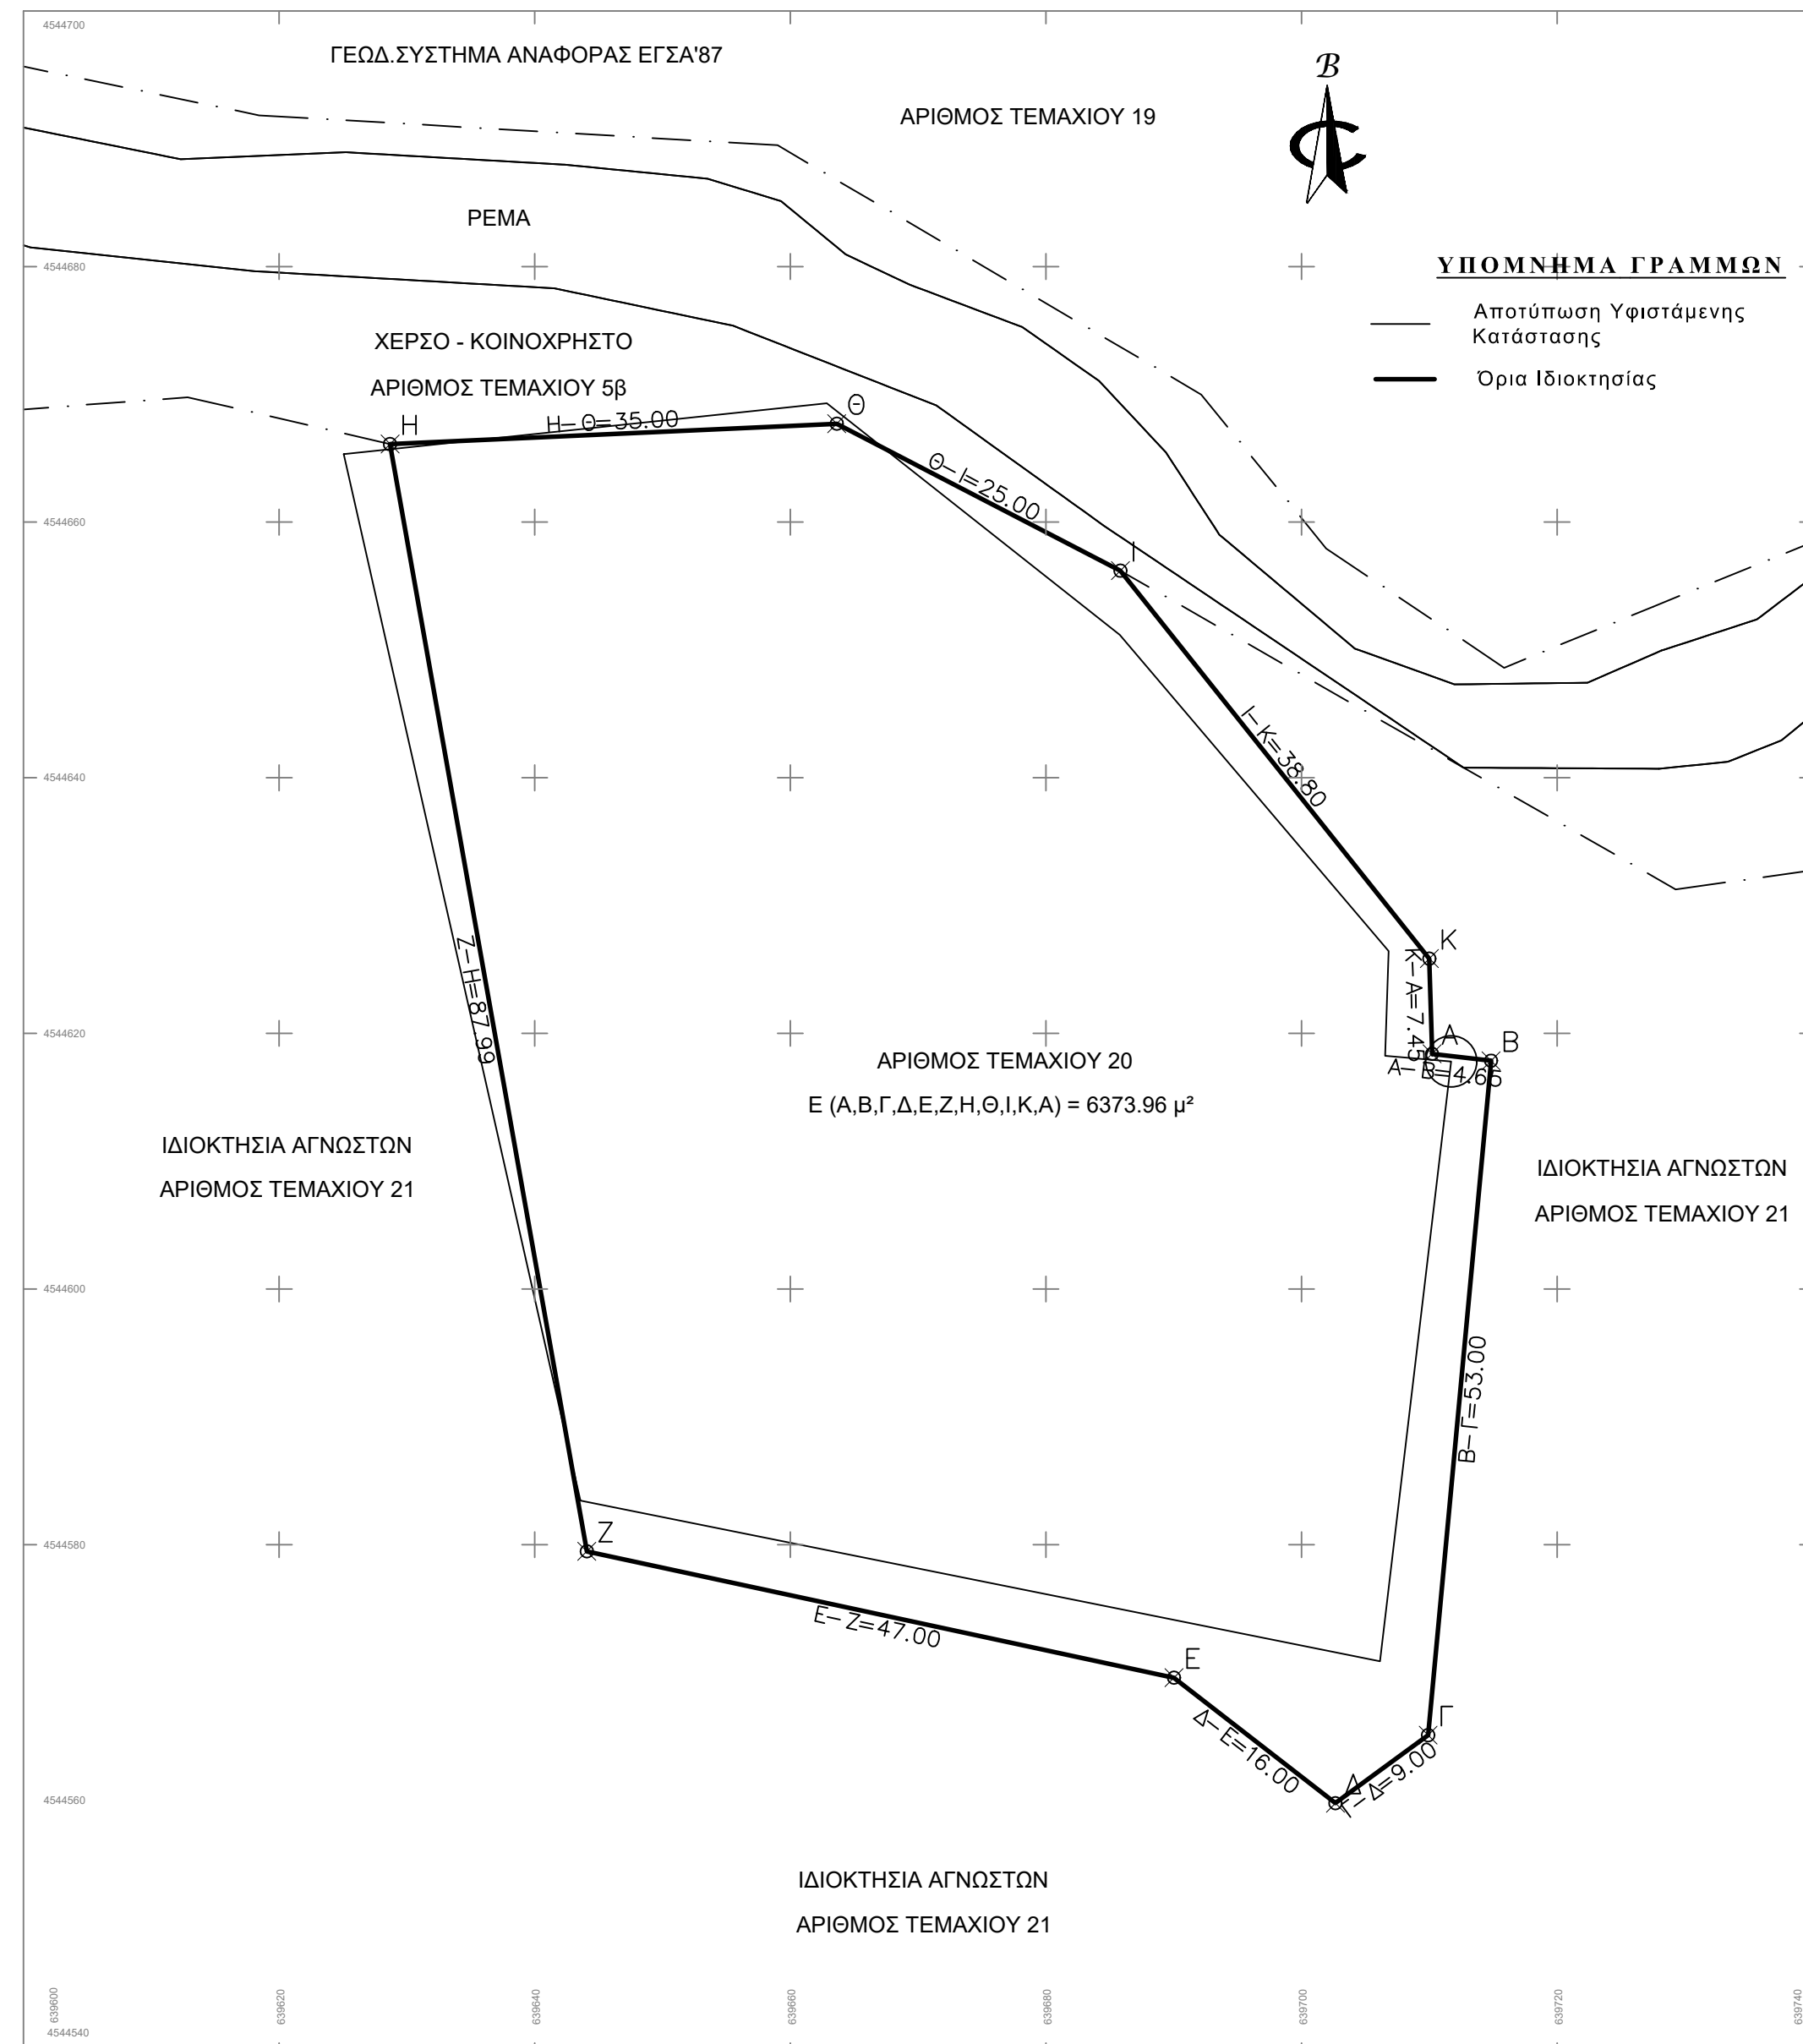 4544700
ΓΕΩΔ.ΣΥΣΤΗΜΑ ΑΝΑΦΟΡΑΣ ΕΓΣΑ'87
Β
ΑΡΙΘΜΟΣ ΤΕΜΑΧΙΟΥ 19
ΡΕΜΑ
4544680
ΥΠΟΜΝΗΜΑ ΓΡΑΜΜΩΝ
Αποτύπωση Υφιστάμενης
Κατάστασης
Όρια Ιδιοκτησίας
ΧΕΡΣΟ - ΚΟΙΝΟΧΡΗΣΤΟ
ΑΡΙΘΜΟΣ ΤΕΜΑΧΙΟΥ 5β
Η
Η-Θ=35.00
Θ
Θ-Ι=25.00
4544660
Ι
Ι-Κ=38.80
4544640
Κ
Ζ-Η=87.99
Κ-Α=7.45
4544620
Α
Β
Α-Β=4.66
ΑΡΙΘΜΟΣ ΤΕΜΑΧΙΟΥ 20
Ε (Α,Β,Γ,Δ,Ε,Ζ,Η,Θ,Ι,Κ,Α) = 6373.96 μ²
ΙΔΙΟΚΤΗΣΙΑ ΑΓΝΩΣΤΩΝ
ΑΡΙΘΜΟΣ ΤΕΜΑΧΙΟΥ 21
ΙΔΙΟΚΤΗΣΙΑ ΑΓΝΩΣΤΩΝ
ΑΡΙΘΜΟΣ ΤΕΜΑΧΙΟΥ 21
4544600
Β-Γ=53.00
4544580
Ζ
Ε-Ζ=47.00
Ε
Γ
Δ-Ε=16.00
Δ
Γ-Δ=9.00
4544560
ΙΔΙΟΚΤΗΣΙΑ ΑΓΝΩΣΤΩΝ
ΑΡΙΘΜΟΣ ΤΕΜΑΧΙΟΥ 21
639600
639620
639640
639660
639680
639700
639720
639740
4544540